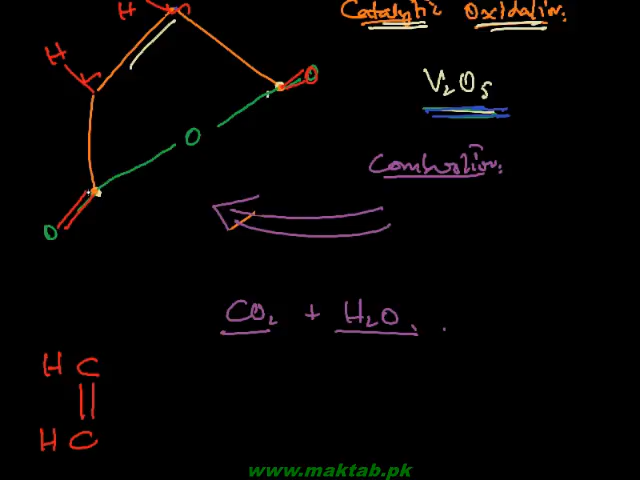 Catalytic Oxidation:
H
H
O
V2O5
O
Combustion:
O
CO2 + H2O.
H C
H C
www.maktab.pk